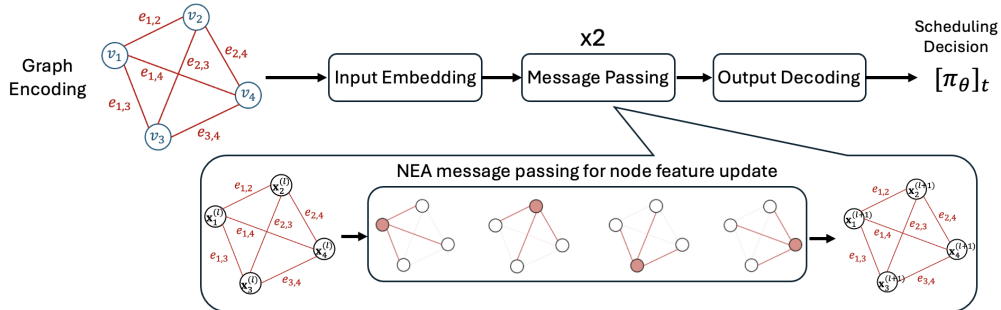 Graph
Encoding
v₁
v₂
v₃
v₄
e₁,₂
e₂,₄
e₂,₃
e₁,₄
e₁,₃
e₃,₄
Input Embedding
x2
Message Passing
Output Decoding
Scheduling
Decision
[π_θ]_t
NEA message passing for node feature update
x₁^(l)
x₂^(l)
x₃^(l)
x₄^(l)
e₁,₂
e₂,₄
e₂,₃
e₁,₄
e₁,₃
e₃,₄
x₁^(l+1)
x₂^(l+1)
x₃^(l+1)
x₄^(l+1)
e₁,₂
e₂,₄
e₂,₃
e₁,₄
e₁,₃
e₃,₄